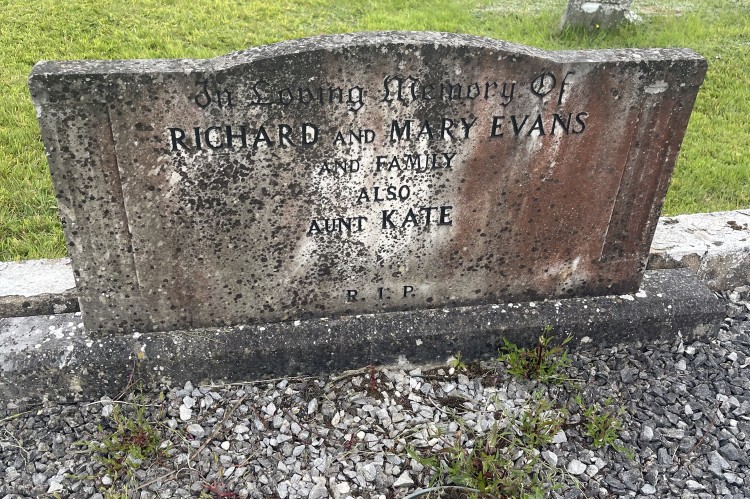 In Loving Memory Of
RICHARD AND MARY EVANS
AND FAMILY
ALSO
AUNT KATE
R.I.P.